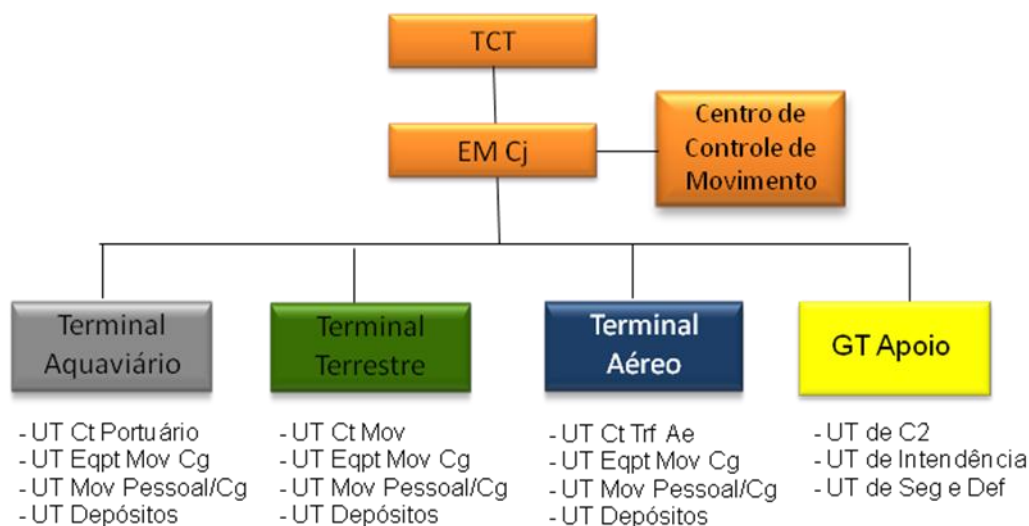 TCT
EM Cj
Centro de
Controle de
Movimento
Terminal
Aquaviário
Terminal
Terrestre
Terminal
Aéreo
GT Apoio
- UT Ct Portuário
- UT Eqpt Mov Cg
- UT Mov Pessoal/Cg
- UT Depósitos
- UT Ct Mov
- UT Eqpt Mov Cg
- UT Mov Pessoal/Cg
- UT Depósitos
- UT Ct Trf Ae
- UT Eqpt Mov Cg
- UT Mov Pessoal/Cg
- UT Depósitos
- UT de C2
- UT de Intendência
- UT de Seg e Def